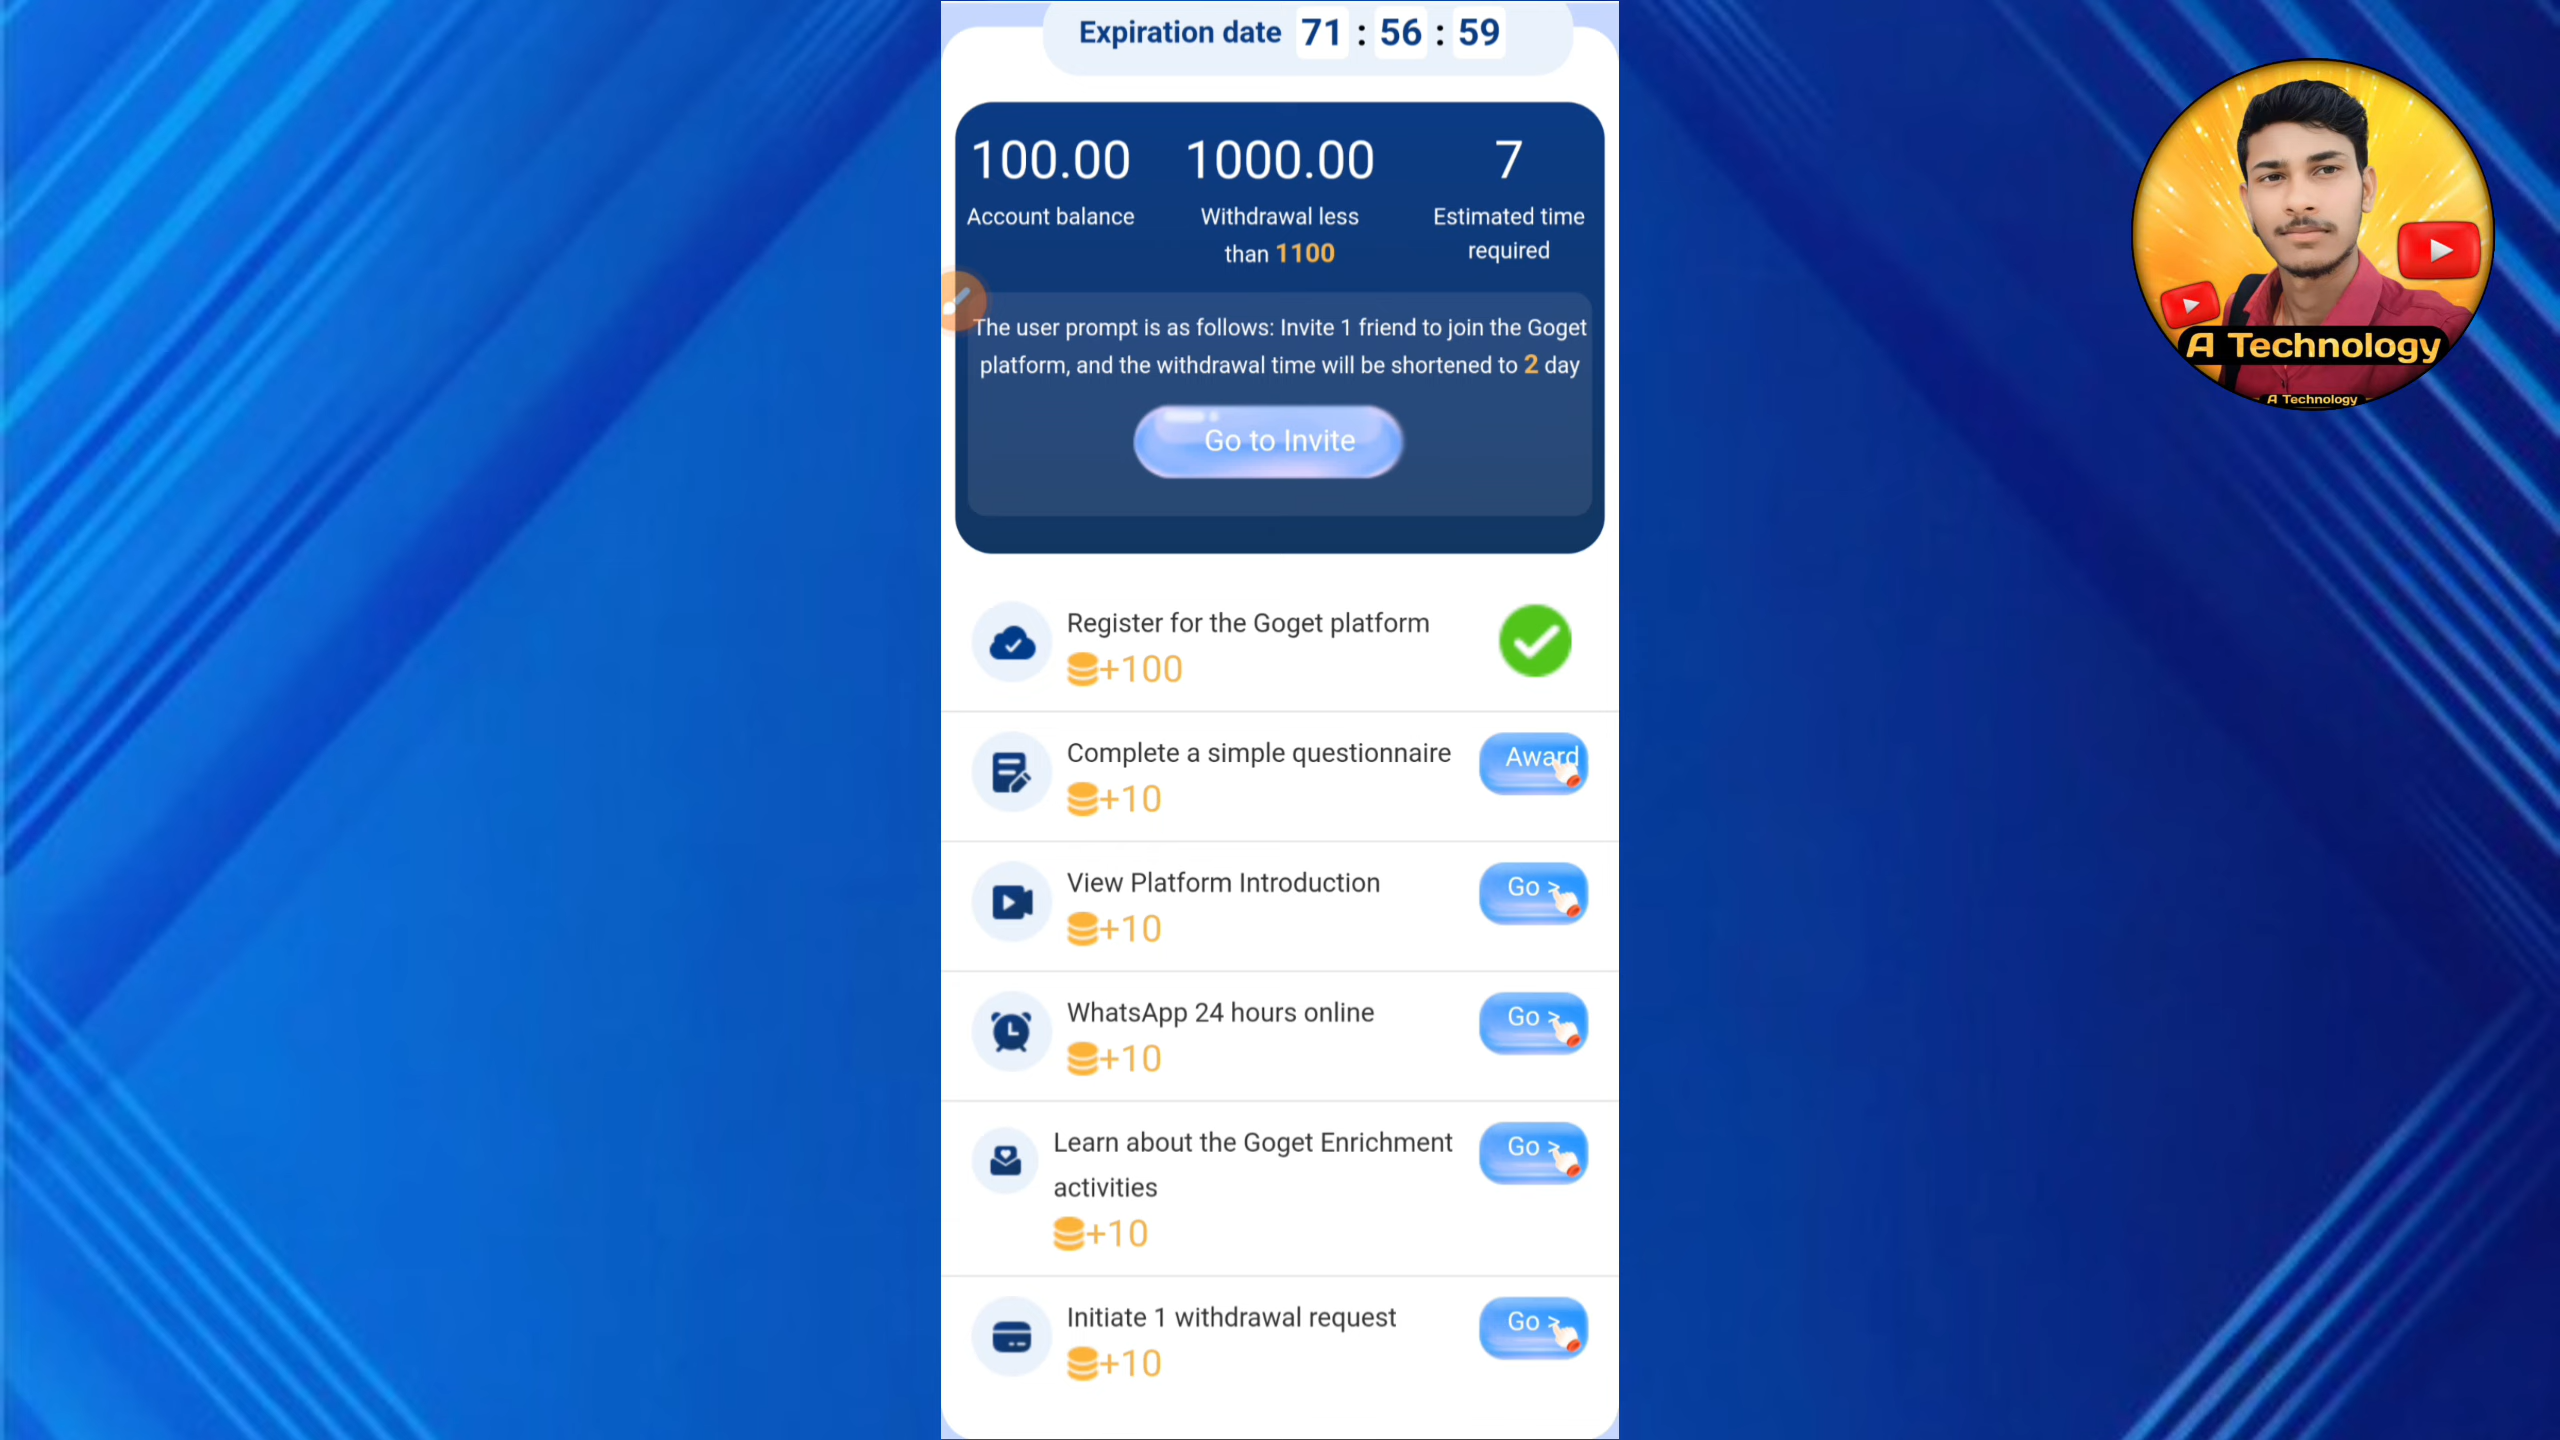 Expiration date 71 : 56 : 59
100.00 1000.00 7
Account balance Withdrawal less than 1100 Estimated time required
The user prompt is as follows: Invite 1 friend to join the Goget
platform, and the withdrawal time will be shortened to 2 day
Go to Invite
Register for the Goget platform
+100
Complete a simple questionnaire
+10
Award
View Platform Introduction
+10
Go >
WhatsApp 24 hours online
+10
Go >
Learn about the Goget Enrichment
activities
+10
Go >
Initiate 1 withdrawal request
+10
Go >
A Technology
A Technology